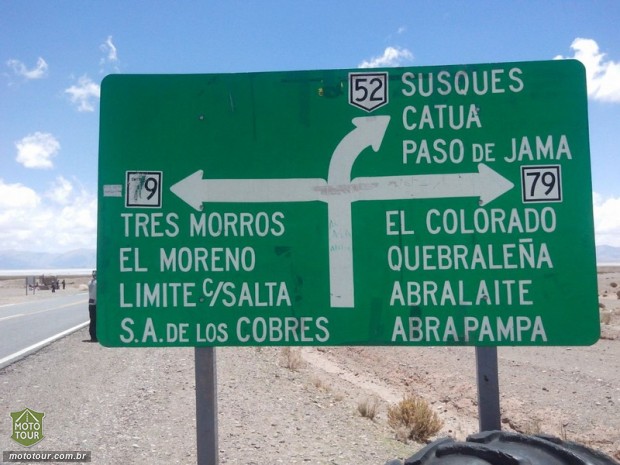 52
SUSQUES
CATUA
PASO DE JAMA
79
TRES MORROS
EL MORENO
LIMITE C/SALTA
S.A. DE LOS COBRES
79
EL COLORADO
QUEBRALEÑA
ABRALAITE
ABRA PAMPA
MOTO
TOUR
mototour.com.br